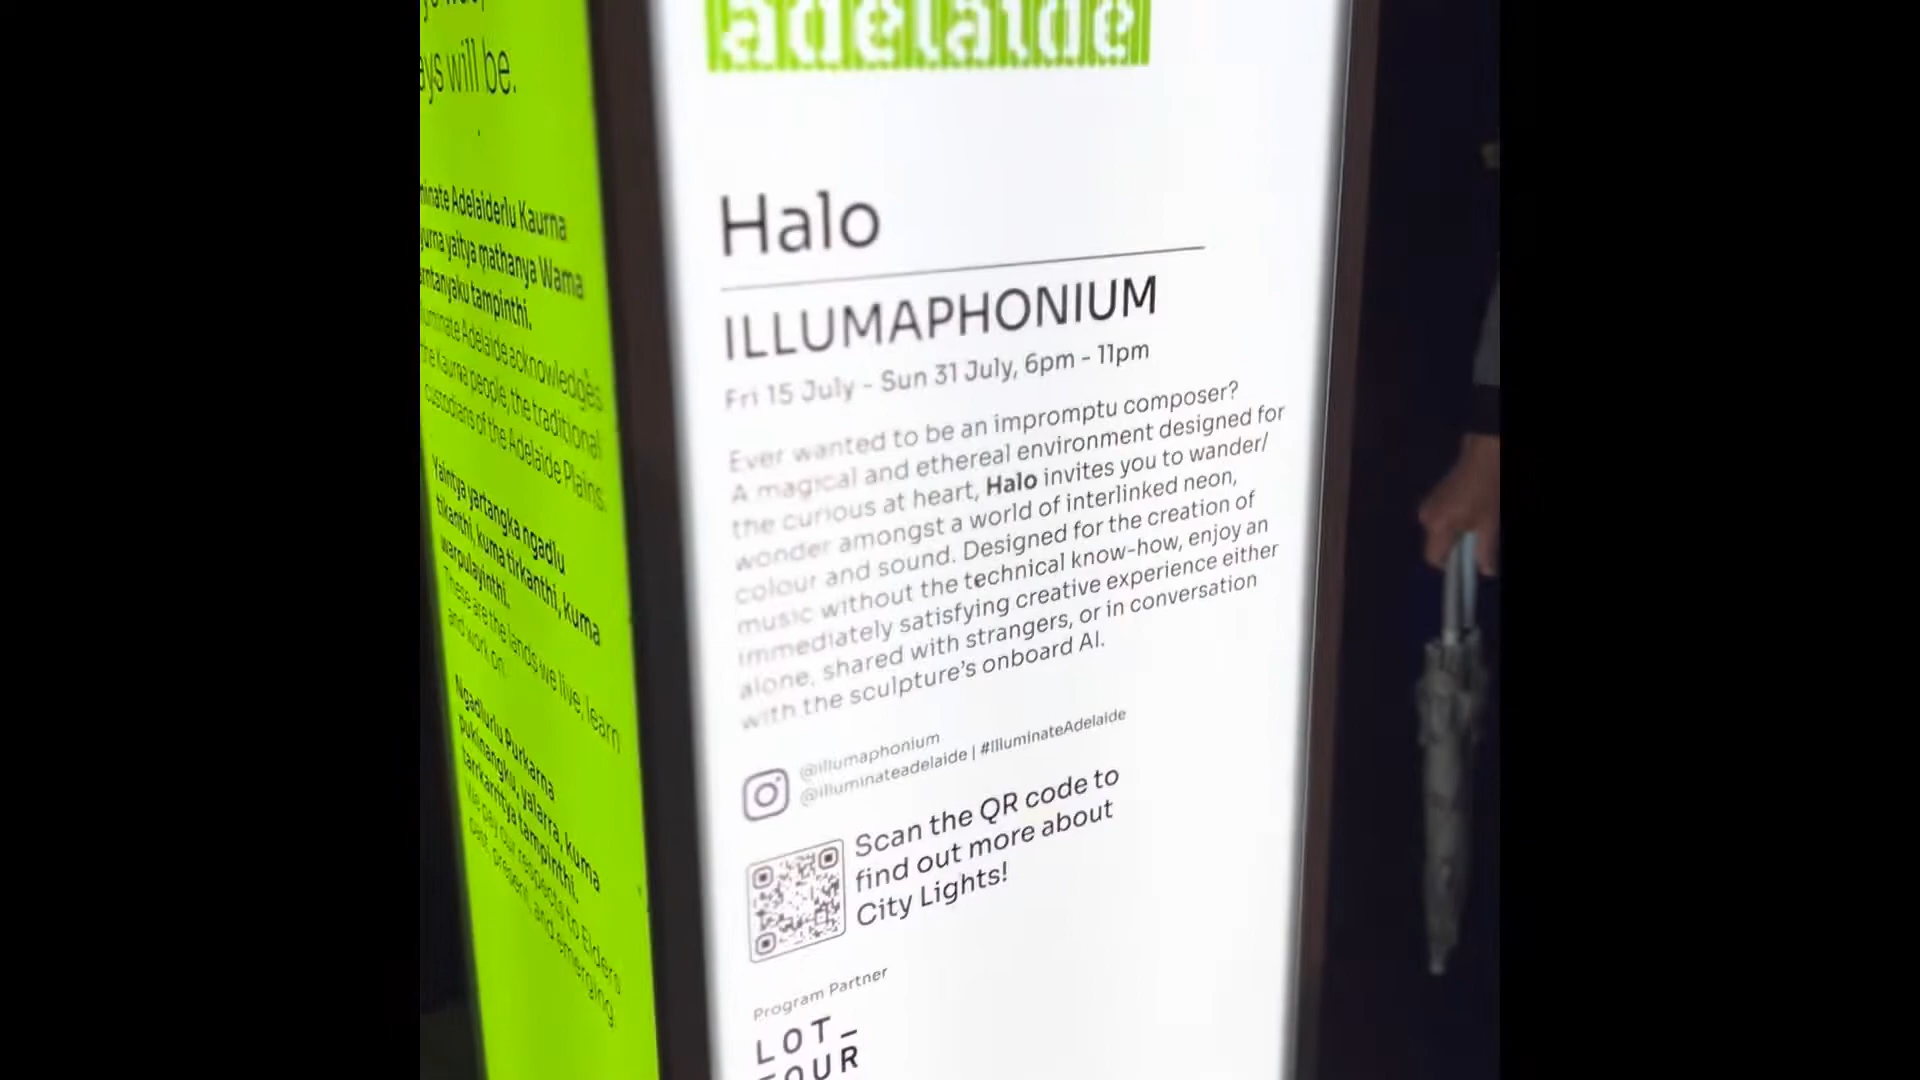 ys will be.
minate Adelaiderlu Kaurna
yurna yaitya mathanya Wama
arntanyaku tampinthi.
luminate Adelaide acknowledges
the Kaurna people, the traditional
custodians of the Adelaide Plains.
Yaintya yartangka ngadlu
tikanthi, kuma tirkanthi, kuma
warpulayinthi.
These are the lands we live, learn
and work on.
Ngadlurlu Purkarna
pukinangku, yalarra, kuma
tarrkarritya tampinthi.
We pay our respects to Elders
past, present, and emerging.
adelaide
Halo
ILLUMAPHONIUM
Fri 15 July - Sun 31 July, 6pm - 11pm
Ever wanted to be an impromptu composer?
A magical and ethereal environment designed for
the curious at heart, Halo invites you to wander/
wonder amongst a world of interlinked neon,
colour and sound. Designed for the creation of
music without the technical know-how, enjoy an
immediately satisfying creative experience either
alone, shared with strangers, or in conversation
with the sculpture's onboard AI.
@illumaphonium
@illuminateadelaide | #IlluminateAdelaide
Scan the QR code to
find out more about
City Lights!
Program Partner
LOT_
FOUR